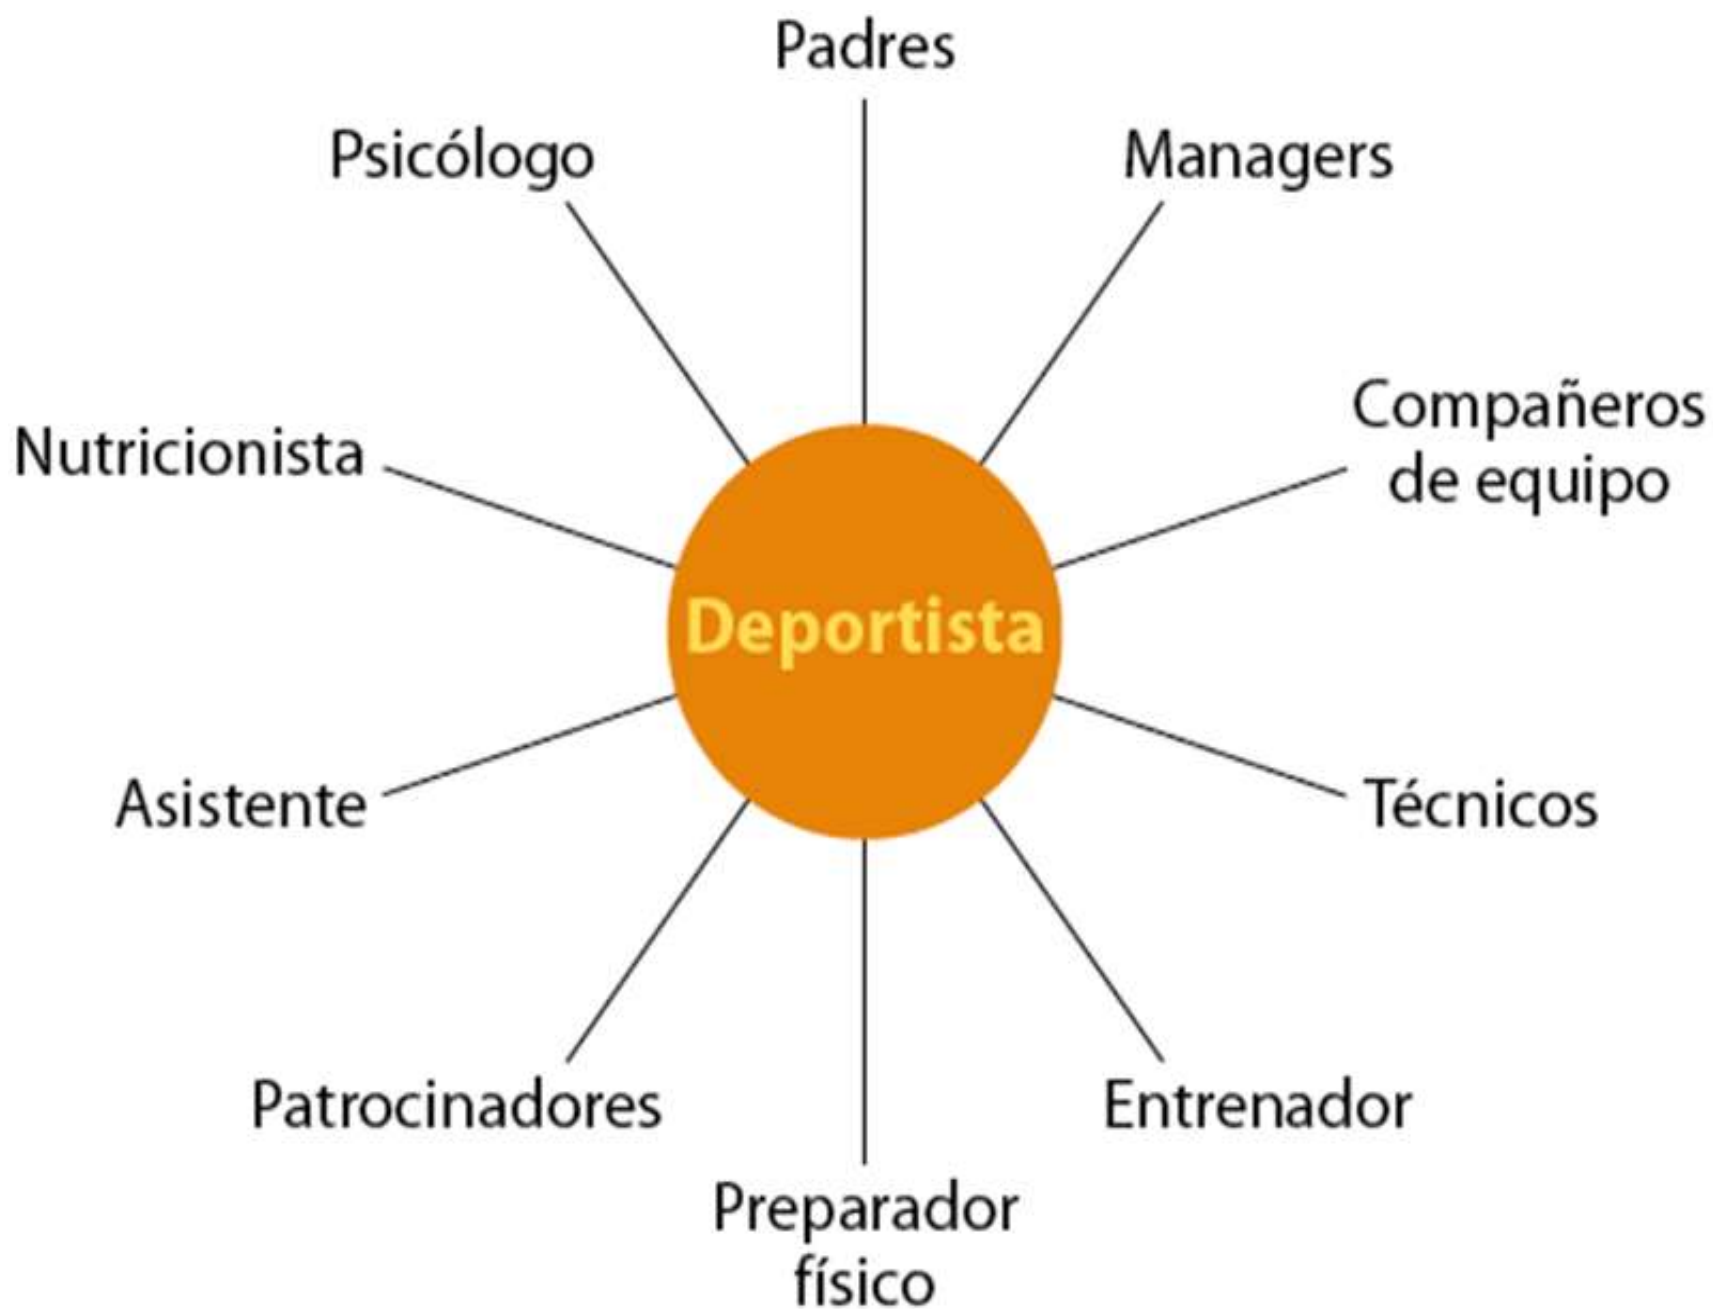 Padres
Psicólogo
Managers
Compañeros
de equipo
Nutricionista
Deportista
Asistente
Técnicos
Patrocinadores
Entrenador
Preparador
físico